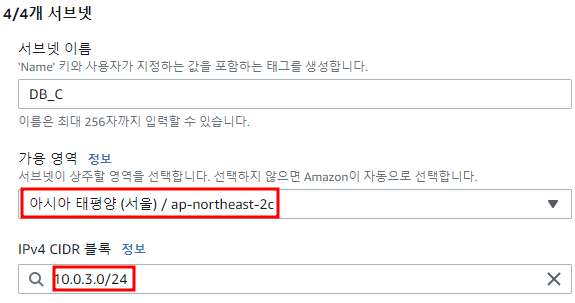 4/4개 서브넷
서브넷 이름
'Name' 키와 사용자가 지정하는 값을 포함하는 태그를 생성합니다.
DB_C
이름은 최대 256자까지 입력할 수 있습니다.
가용 영역 정보
서브넷이 상주할 영역을 선택합니다. 선택하지 않으면 Amazon이 자동으로 선택합니다.
아시아 태평양 (서울) / ap-northeast-2c
IPv4 CIDR 블록 정보
10.0.3.0/24